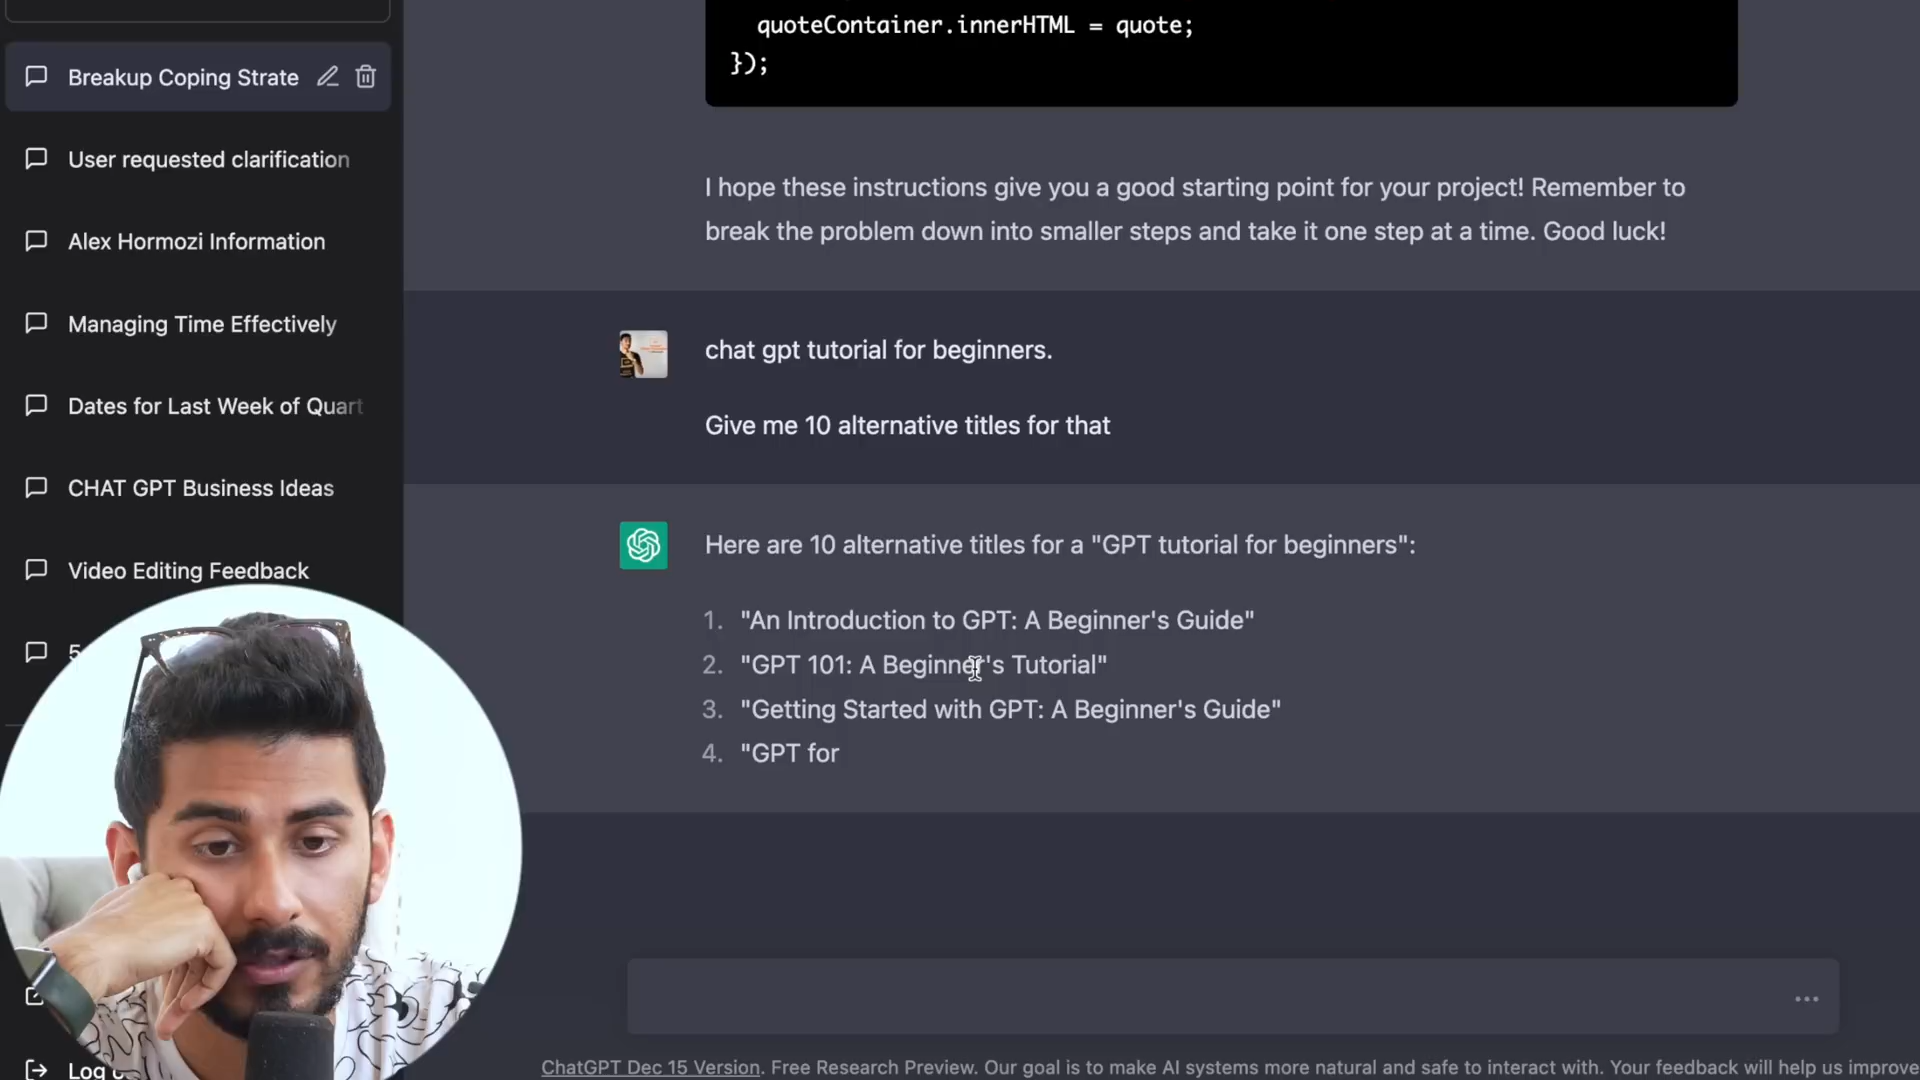 Breakup Coping Strate
User requested clarification
Alex Hormozi Information
Managing Time Effectively
Dates for Last Week of Quart
CHAT GPT Business Ideas
Video Editing Feedback
5
Log
quoteContainer.innerHTML = quote;
});
I hope these instructions give you a good starting point for your project! Remember to
break the problem down into smaller steps and take it one step at a time. Good luck!
chat gpt tutorial for beginners.
Give me 10 alternative titles for that
Here are 10 alternative titles for a "GPT tutorial for beginners":
1. "An Introduction to GPT: A Beginner's Guide"
2. "GPT 101: A Beginner's Tutorial"
3. "Getting Started with GPT: A Beginner's Guide"
4. "GPT for
ChatGPT Dec 15 Version. Free Research Preview. Our goal is to make AI systems more natural and safe to interact with. Your feedback will help us improve